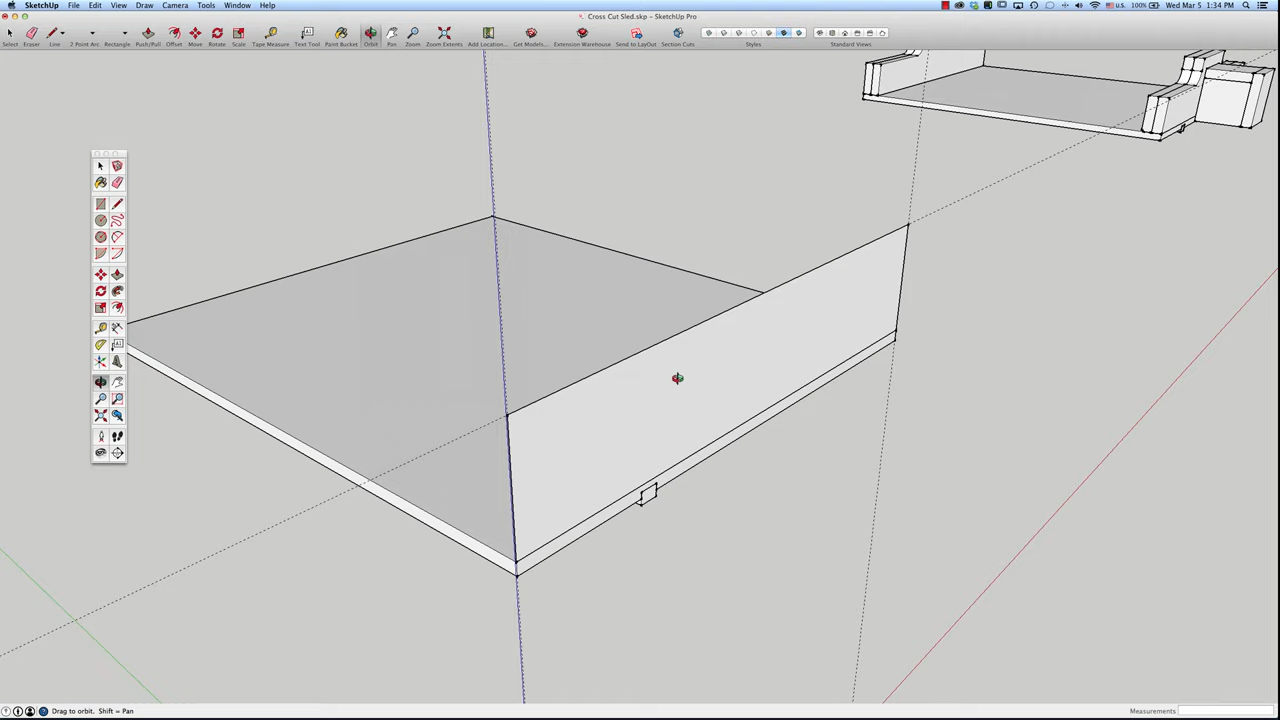 SketchUp File Edit View Draw Camera Tools Window Help
U.S. 100% Wed Mar 5 1:34 PM
Cross Cut Sled.skp - SketchUp Pro
Select Eraser Line 2 Point Arc Rectangle Push/Pull Offset Move Rotate Scale Tape Measure Text Tool Paint Bucket Orbit Pan Zoom Zoom Extents Add Location... Get Models... Extension Warehouse Send to LayOut Section Cuts Styles Standard Views
A1
A1
Drag to orbit. Shift = Pan
Measurements